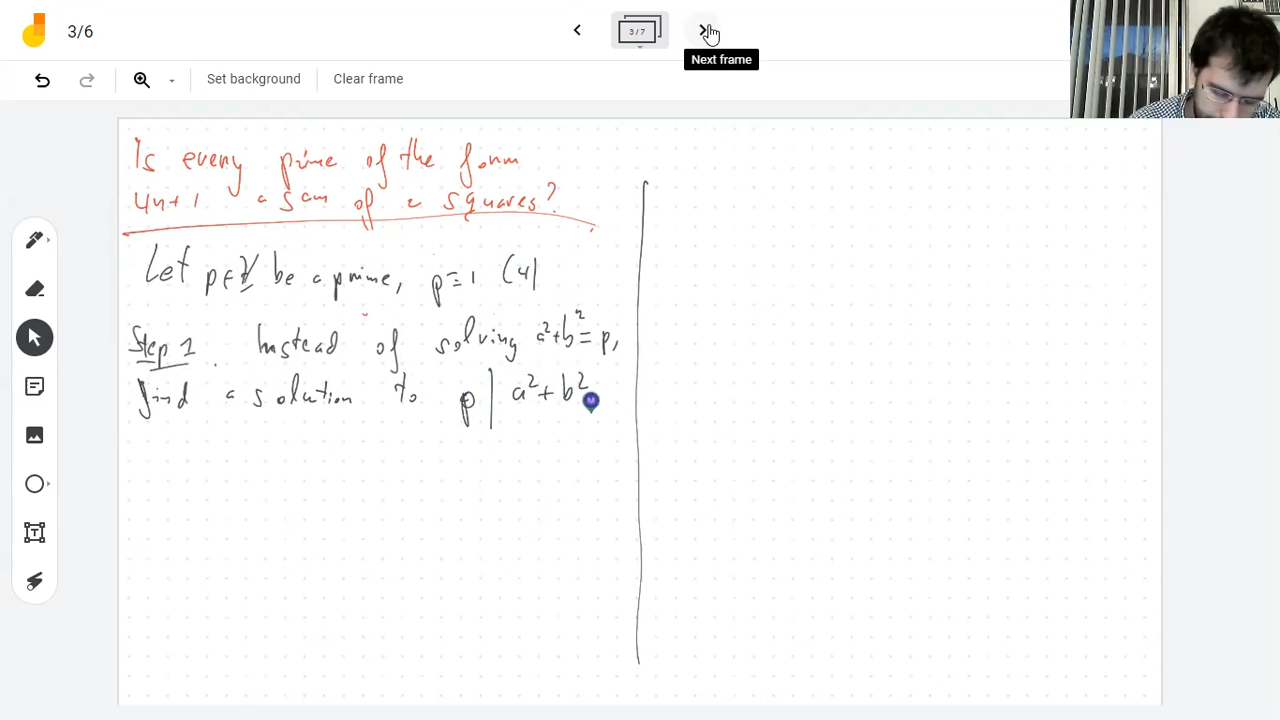 3/6
3 / 7
Next frame
Set background
Clear frame
Is every prime of the form
4n+1 a sum of 2 squares?
Let p∈ℤ be a prime, p≡1 (4)
Step 1. Instead of solving a²+b²=p,
find a solution to p | a²+b²
M